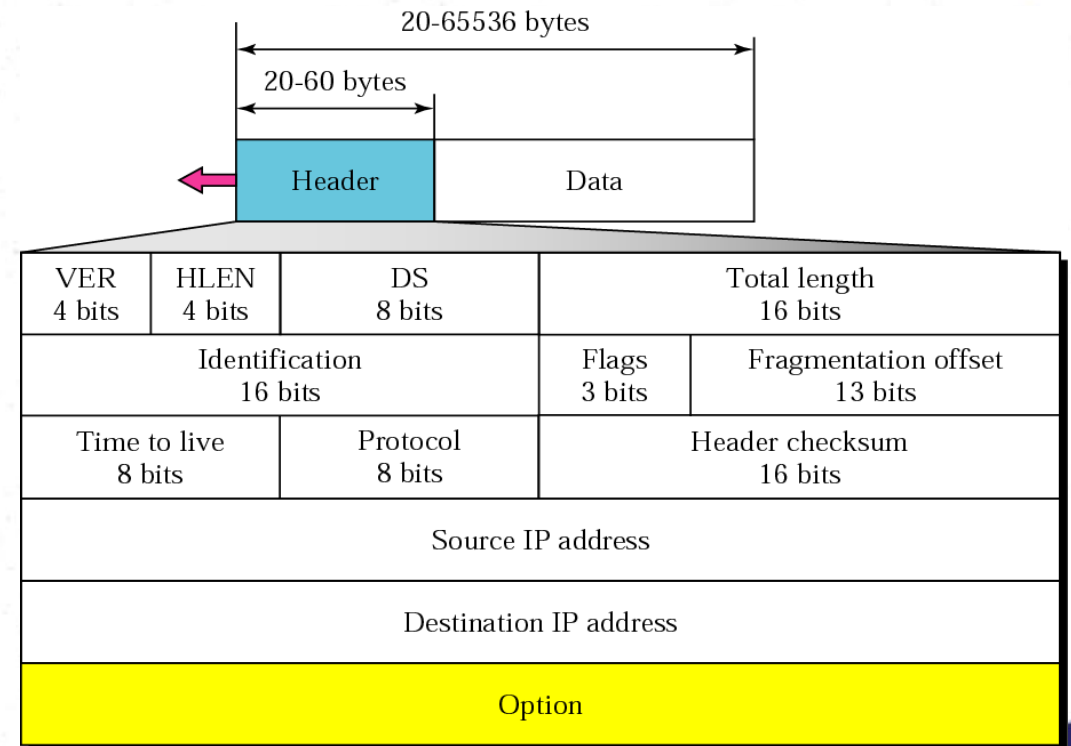 20-65536 bytes
20-60 bytes
Header
Data
VER
4 bits
HLEN
4 bits
DS
8 bits
Total length
16 bits
Identification
16 bits
Flags
3 bits
Fragmentation offset
13 bits
Time to live
8 bits
Protocol
8 bits
Header checksum
16 bits
Source IP address
Destination IP address
Option